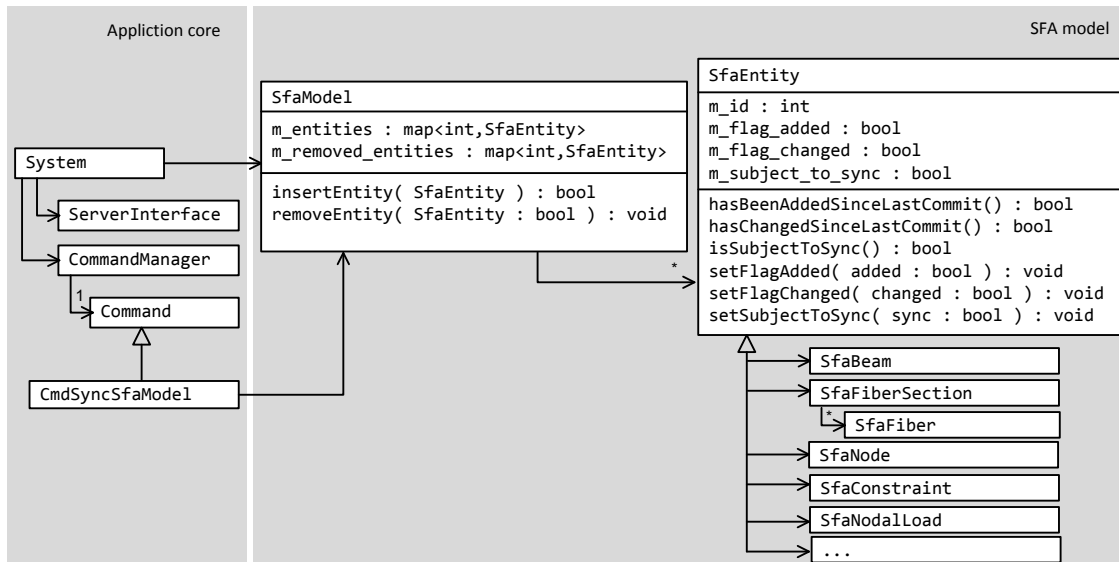 Appliction core
System
ServerInterface
CommandManager
1
Command
CmdSyncSfaModel
SFA model
SfaModel
m_entities : map<int,SfaEntity>
m_removed_entities : map<int,SfaEntity>
insertEntity( SfaEntity ) : bool
removeEntity( SfaEntity : bool ) : void
*
SfaEntity
m_id : int
m_flag_added : bool
m_flag_changed : bool
m_subject_to_sync : bool
hasBeenAddedSinceLastCommit() : bool
hasChangedSinceLastCommit() : bool
isSubjectToSync() : bool
setFlagAdded( added : bool ) : void
setFlagChanged( changed : bool ) : void
setSubjectToSync( sync : bool ) : void
SfaBeam
SfaFiberSection
*
SfaFiber
SfaNode
SfaConstraint
SfaNodalLoad
...